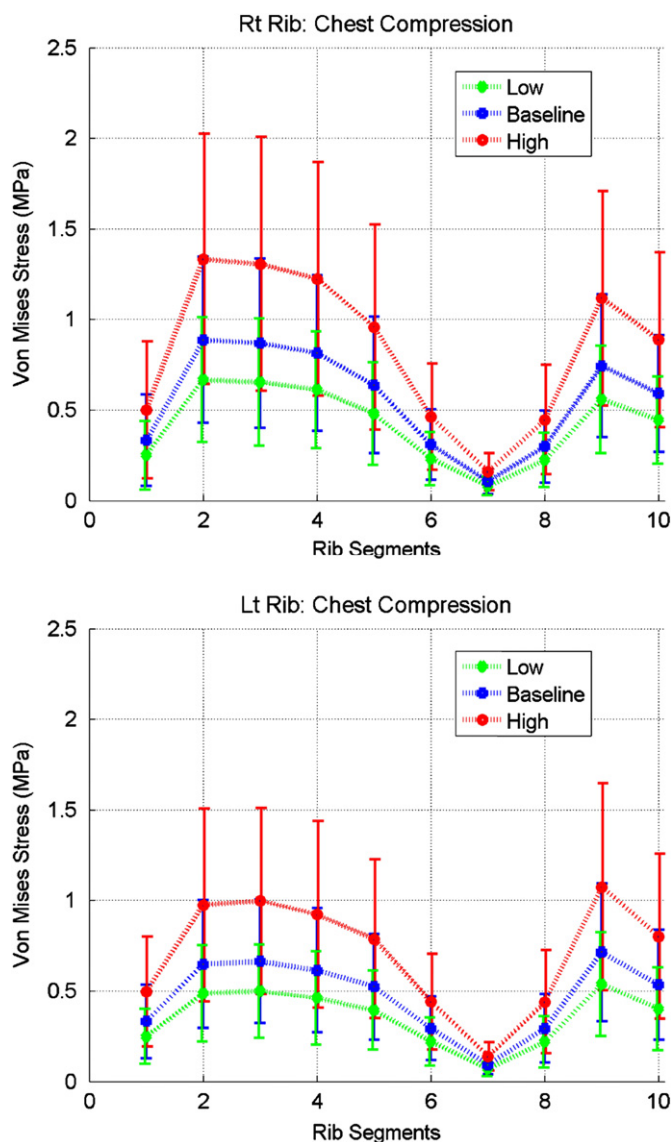 Rt Rib: Chest Compression
2.5
2
1.5
1
0.5
0
Von Mises Stress (MPa)
Low
Baseline
High
0 2 4 6 8 10
Rib Segments
Lt Rib: Chest Compression
2.5
2
1.5
1
0.5
0
Von Mises Stress (MPa)
Low
Baseline
High
0 2 4 6 8 10
Rib Segments